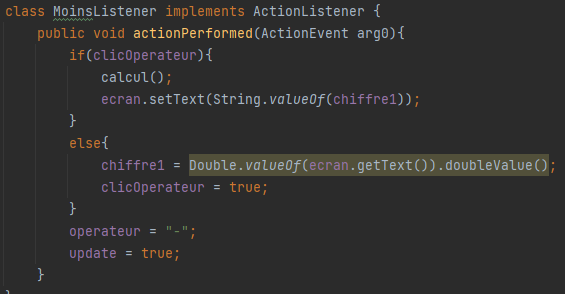 class MoinsListener implements ActionListener {
    public void actionPerformed(ActionEvent arg0){
        if(clicOperateur){
            calcul();
            ecran.setText(String.valueOf(chiffre1));
        }
        else{
            chiffre1 = Double.valueOf(ecran.getText()).doubleValue();
            clicOperateur = true;
        }
        operateur = "-";
        update = true;
    }
}